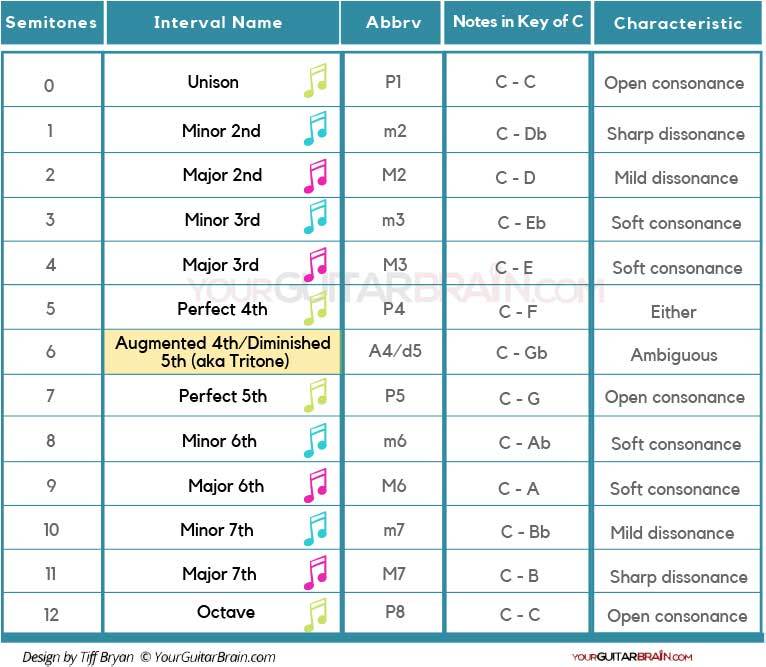 Semitones Interval Name Abbrv Notes in Key of C Characteristic
0 Unison P1 C - C Open consonance
1 Minor 2nd m2 C - Db Sharp dissonance
2 Major 2nd M2 C - D Mild dissonance
3 Minor 3rd m3 C - Eb Soft consonance
4 Major 3rd M3 C - E Soft consonance
YOURGUITARBRAIN.COM
5 Perfect 4th P4 C - F Either
6 Augmented 4th/Diminished
5th (aka Tritone) A4/d5 C - Gb Ambiguous
7 Perfect 5th P5 C - G Open consonance
8 Minor 6th m6 C - Ab Soft consonance
9 Major 6th M6 C - A Soft consonance
10 Minor 7th m7 C - Bb Mild dissonance
11 Major 7th M7 C - B Sharp dissonance
12 Octave P8 C - C Open consonance
Design by Tiff Bryan © YourGuitarBrain.com YOURGUITARBRAIN.COM